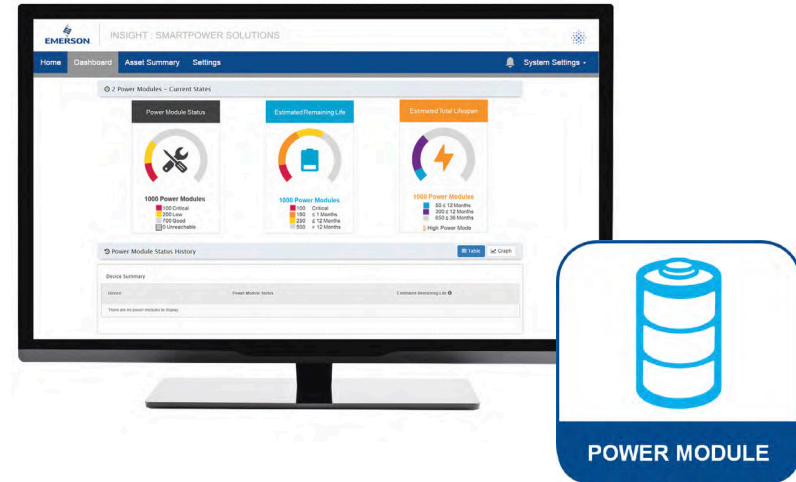 EMERSON
INSIGHT : SMARTPOWER SOLUTIONS
Home Dashboard Asset Summary Settings System Settings
2 Power Modules - Current States
Power Module Status
1000 Power Modules
100 Critical
200 Low
700 Good
0 Unreachable
Estimated Remaining Life
1000 Power Modules
100 Critical
150 ≤ 1 Months
250 ≤ 12 Months
500 > 12 Months
Estimated Total Lifespan
1000 Power Modules
50 ≤ 12 Months
300 ≤ 12 Months
650 ≥ 36 Months
High Power Mode
Power Module Status History
Table Graph
Device Summary
Device Power Module Status Estimated Remaining Life
There are no power modules to display
POWER MODULE